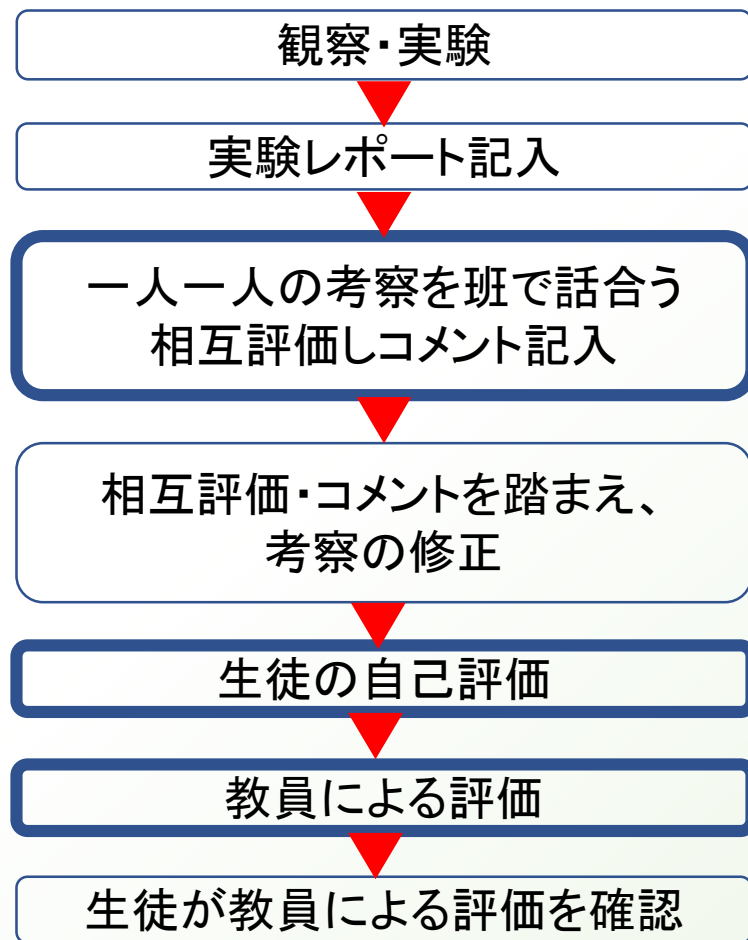 観察・実験
実験レポート記入
一人一人の考察を班で話合う
相互評価しコメント記入
相互評価・コメントを踏まえ、
考察の修正
生徒の自己評価
教員による評価
生徒が教員による評価を確認